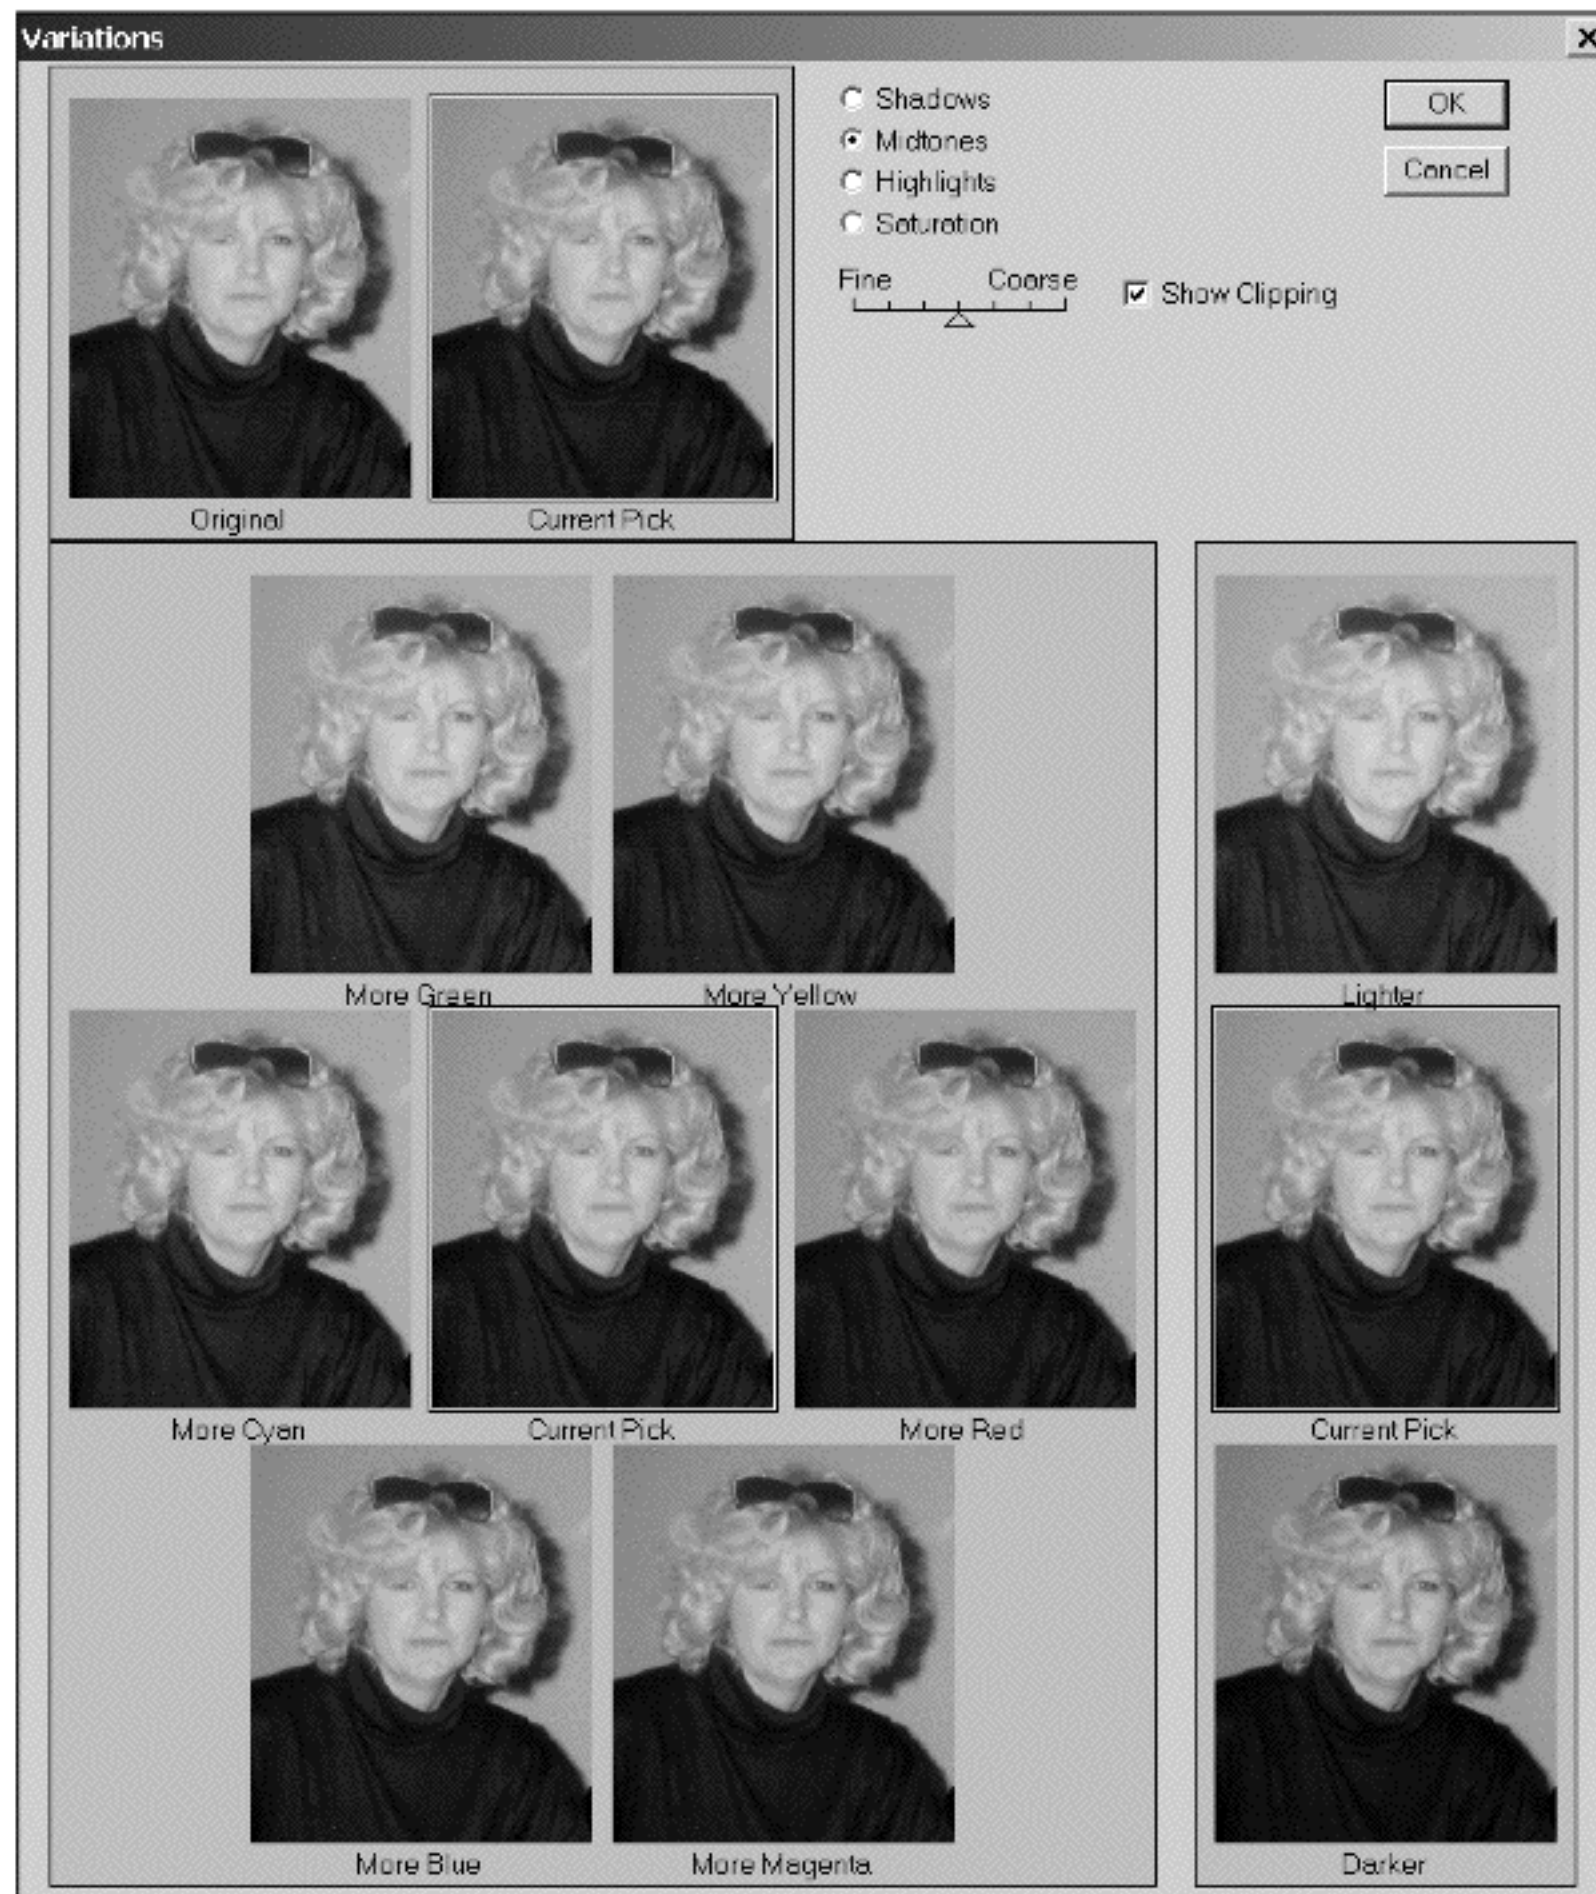 Variations
Shadows
Midtones
Highlights
Saturation
OK
Cancel
Fine Coarse
Show Clipping
Original Current Pick
More Green More Yellow Lighter
More Cyan Current Pick More Red Current Pick
More Blue More Magenta Darker